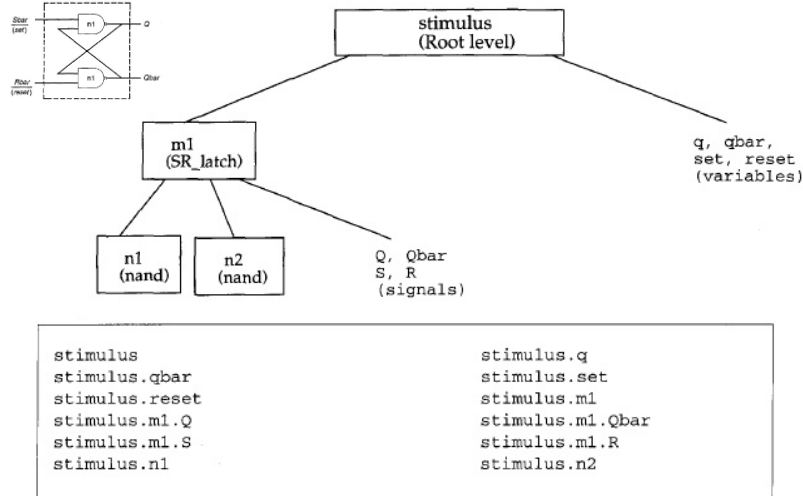 Sbar
(set)
n1
Q
n1
Qbar
Rbar
(reset)
stimulus
(Root level)
m1
(SR_latch)
q, qbar,
set, reset
(variables)
n1
(nand)
n2
(nand)
Q, Qbar
S, R
(signals)
stimulus
stimulus.q
stimulus.qbar
stimulus.set
stimulus.reset
stimulus.m1
stimulus.m1.Q
stimulus.m1.Qbar
stimulus.m1.S
stimulus.m1.R
stimulus.n1
stimulus.n2